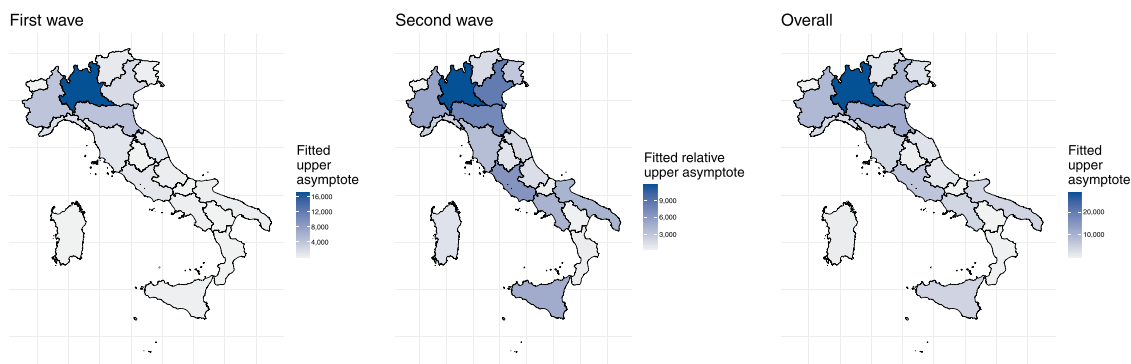 First wave
Second wave
Overall
Fitted
upper
asymptote
16,000
12,000
8,000
4,000
Fitted relative
upper asymptote
9,000
6,000
3,000
Fitted
upper
asymptote
20,000
10,000